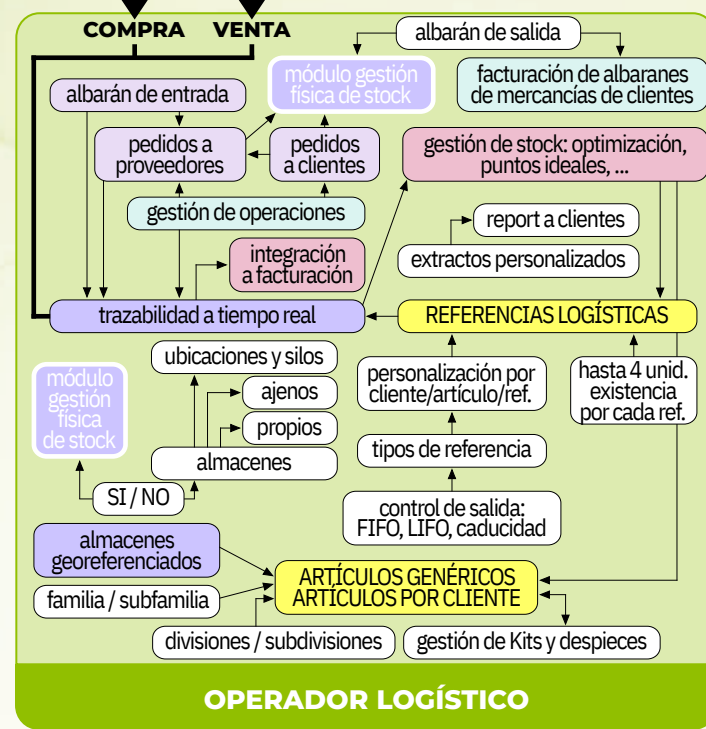 COMPRA VENTA
albarán de salida
módulo gestión
física de stock
facturación de albaranes
de mercancías de clientes
albarán de entrada
pedidos a
proveedores
pedidos
a clientes
gestión de stock: optimización,
puntos ideales, ...
gestión de operaciones
report a clientes
integración
a facturación
extractos personalizados
trazabilidad a tiempo real
REFERENCIAS LOGÍSTICAS
ubicaciones y silos
módulo
gestión
física
de stock
ajenos
propios
almacenes
personalización por
cliente/artículo/ref.
hasta 4 unid.
existencia
por cada ref.
tipos de referencia
SI / NO
control de salida:
FIFO, LIFO, caducidad
almacenes
georeferenciados
ARTÍCULOS GENÉRICOS
ARTÍCULOS POR CLIENTE
familia / subfamilia
divisiones / subdivisiones
gestión de Kits y despieces
OPERADOR LOGÍSTICO